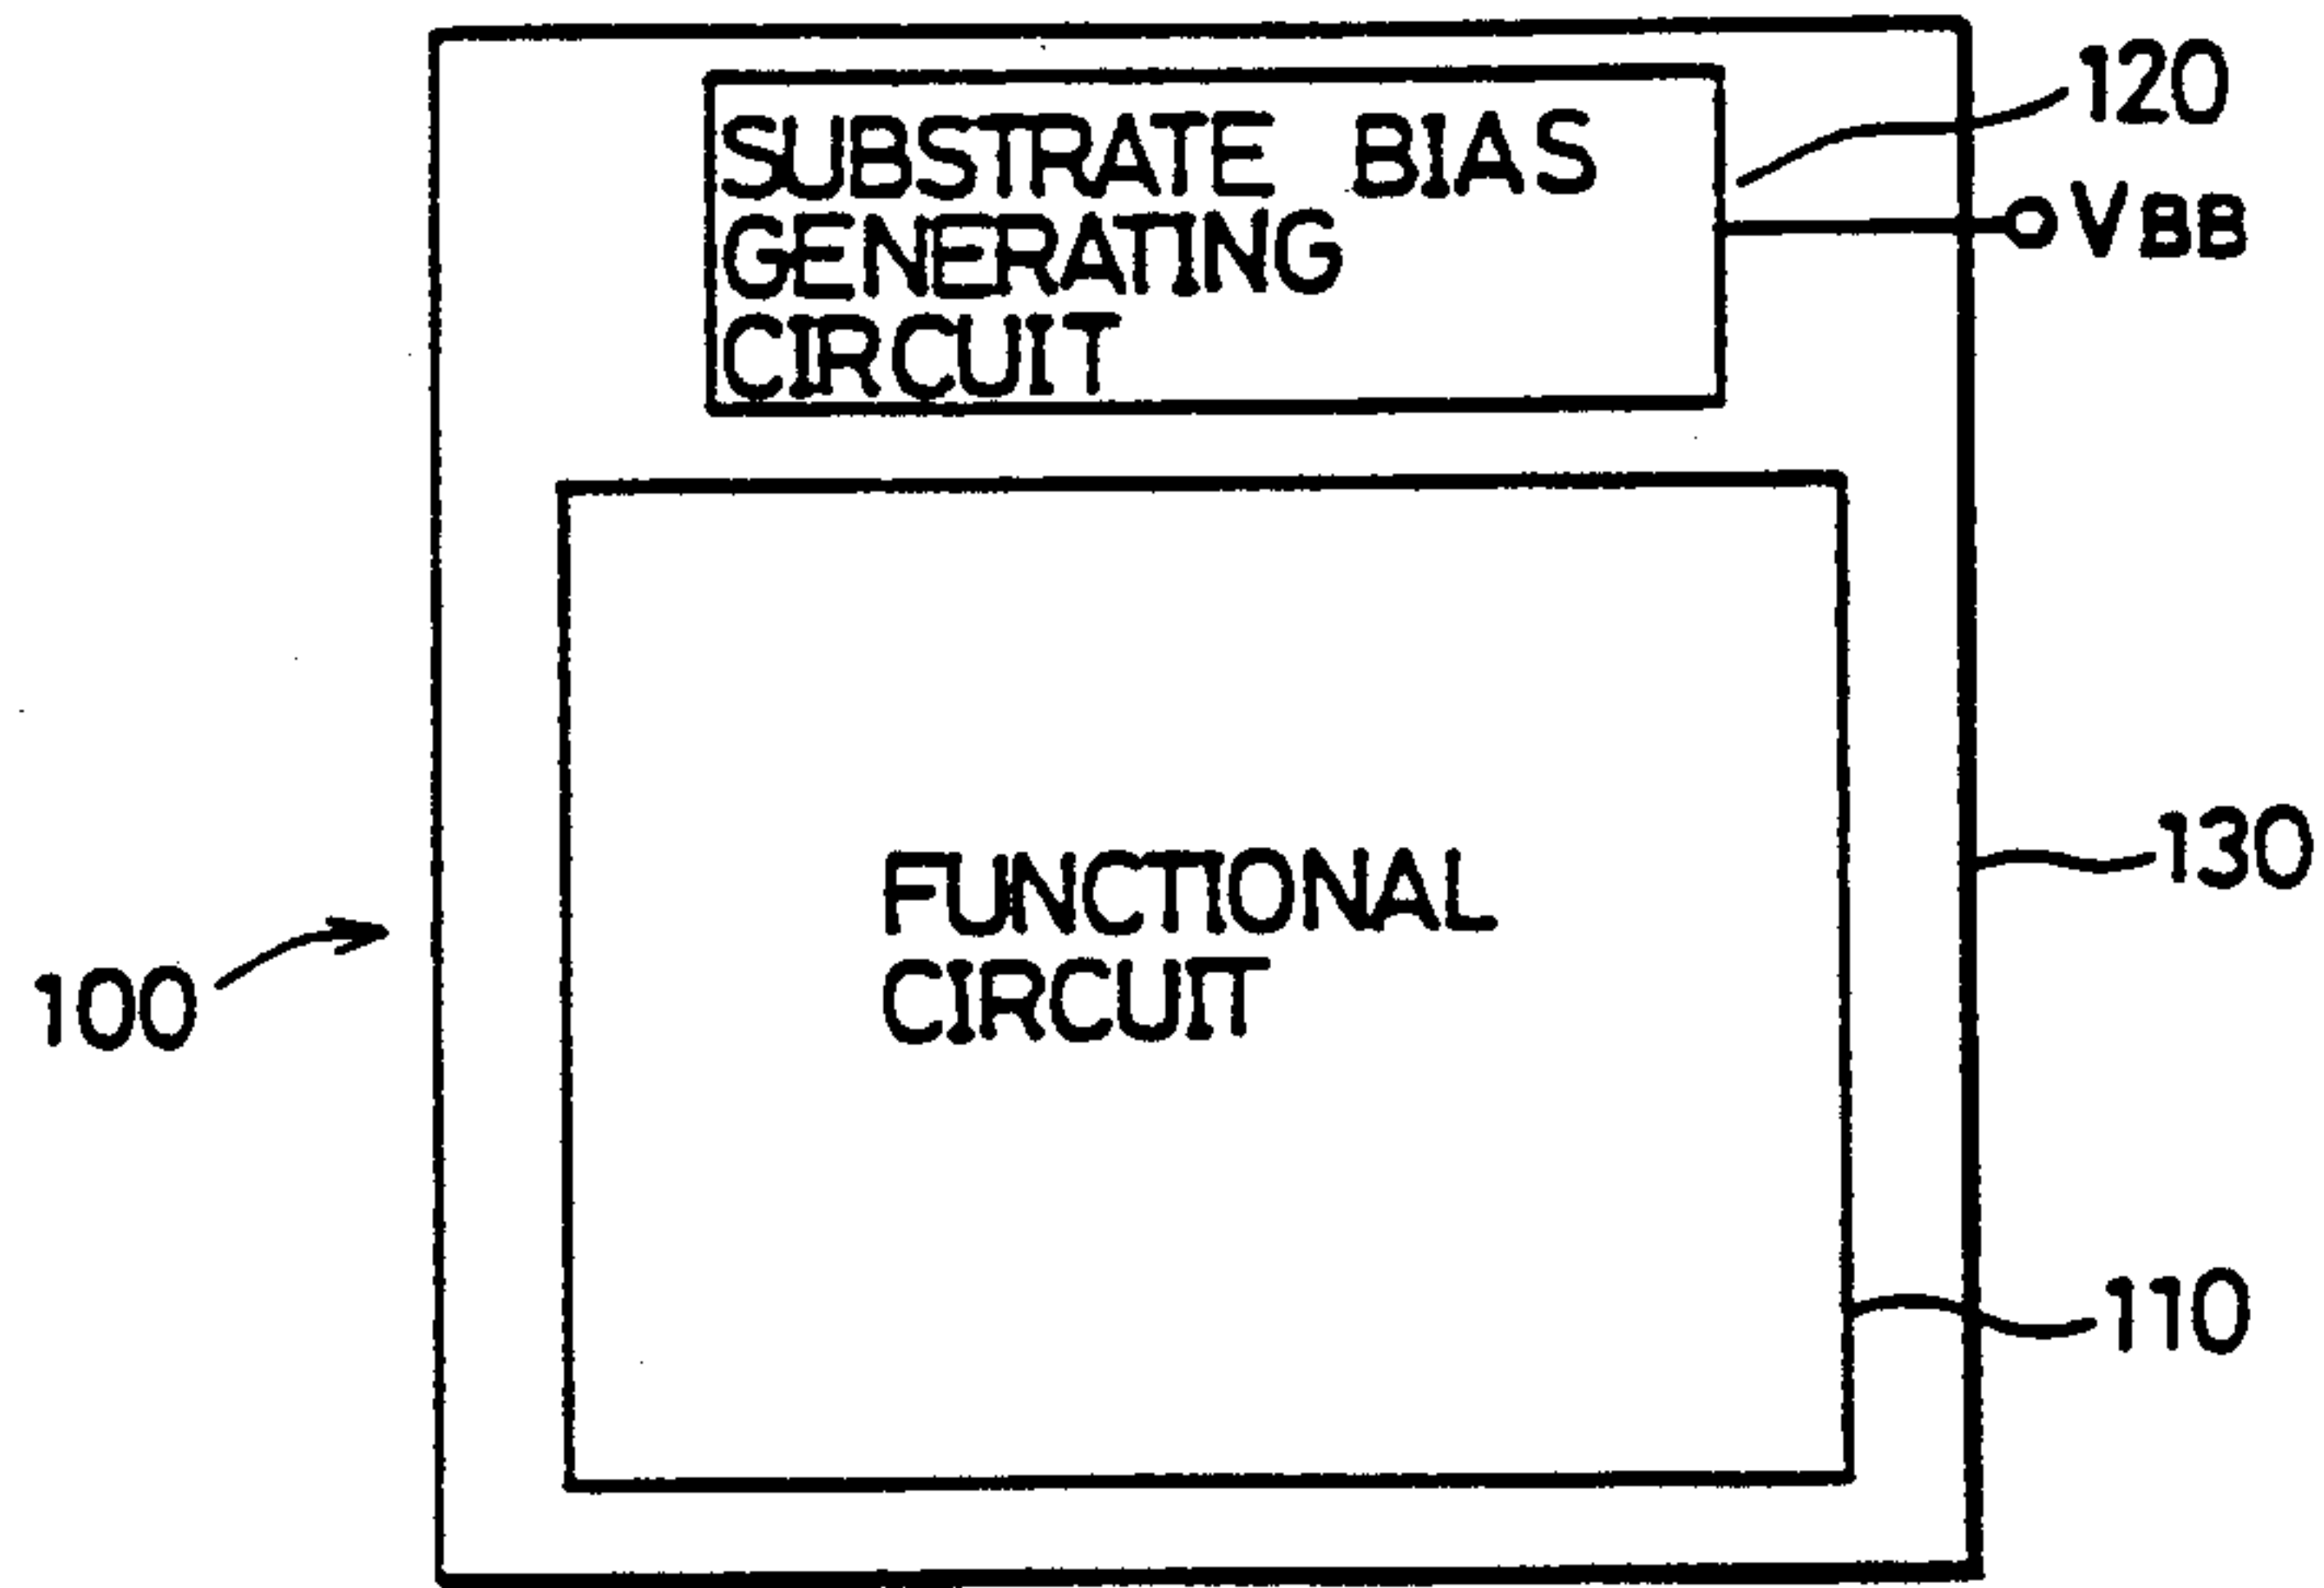 120
SUBSTRATE BIAS
GENERATING
CIRCUIT
VBB
130
FUNCTIONAL
CIRCUIT
100
110